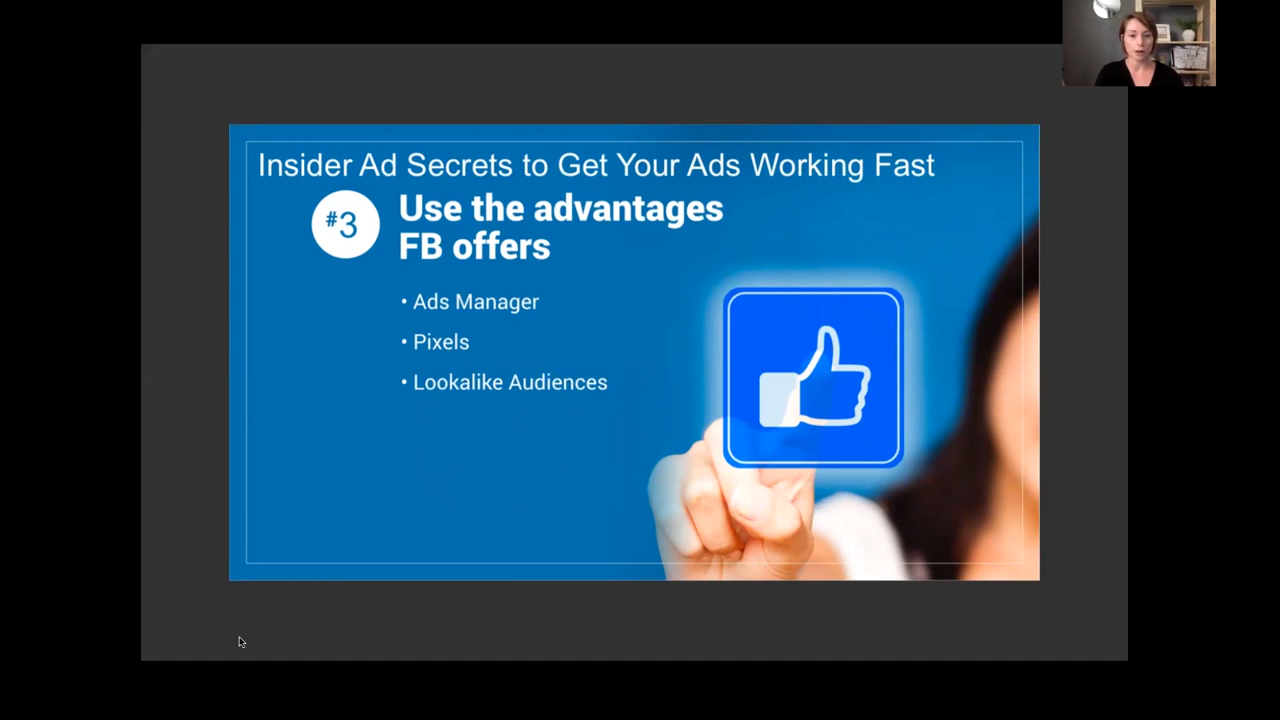 Insider Ad Secrets to Get Your Ads Working Fast
#3
Use the advantages
FB offers
• Ads Manager
• Pixels
• Lookalike Audiences